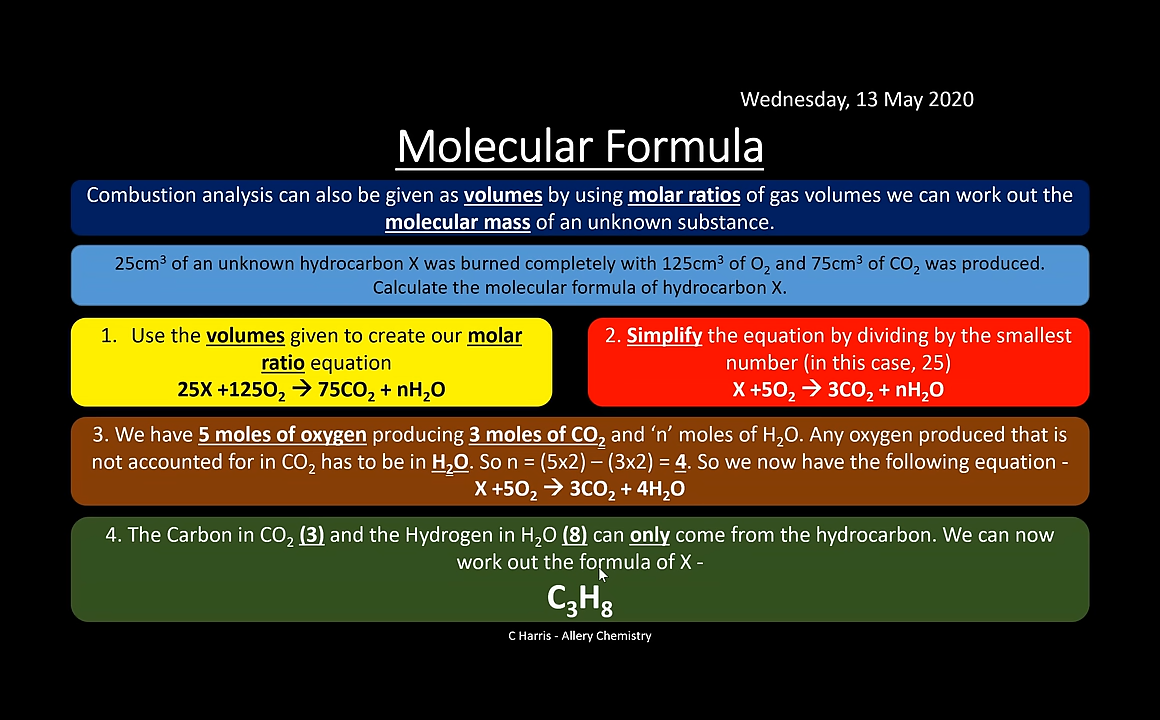 Wednesday, 13 May 2020
Molecular Formula
Combustion analysis can also be given as volumes by using molar ratios of gas volumes we can work out the
molecular mass of an unknown substance.
25cm³ of an unknown hydrocarbon X was burned completely with 125cm³ of O₂ and 75cm³ of CO₂ was produced.
Calculate the molecular formula of hydrocarbon X.
1. Use the volumes given to create our molar
ratio equation
25X +125O₂ → 75CO₂ + nH₂O
2. Simplify the equation by dividing by the smallest
number (in this case, 25)
X +5O₂ → 3CO₂ + nH₂O
3. We have 5 moles of oxygen producing 3 moles of CO₂ and ‘n’ moles of H₂O. Any oxygen produced that is
not accounted for in CO₂ has to be in H₂O. So n = (5x2) – (3x2) = 4. So we now have the following equation -
X +5O₂ → 3CO₂ + 4H₂O
4. The Carbon in CO₂ (3) and the Hydrogen in H₂O (8) can only come from the hydrocarbon. We can now
work out the formula of X -
C₃H₈
C Harris - Allery Chemistry